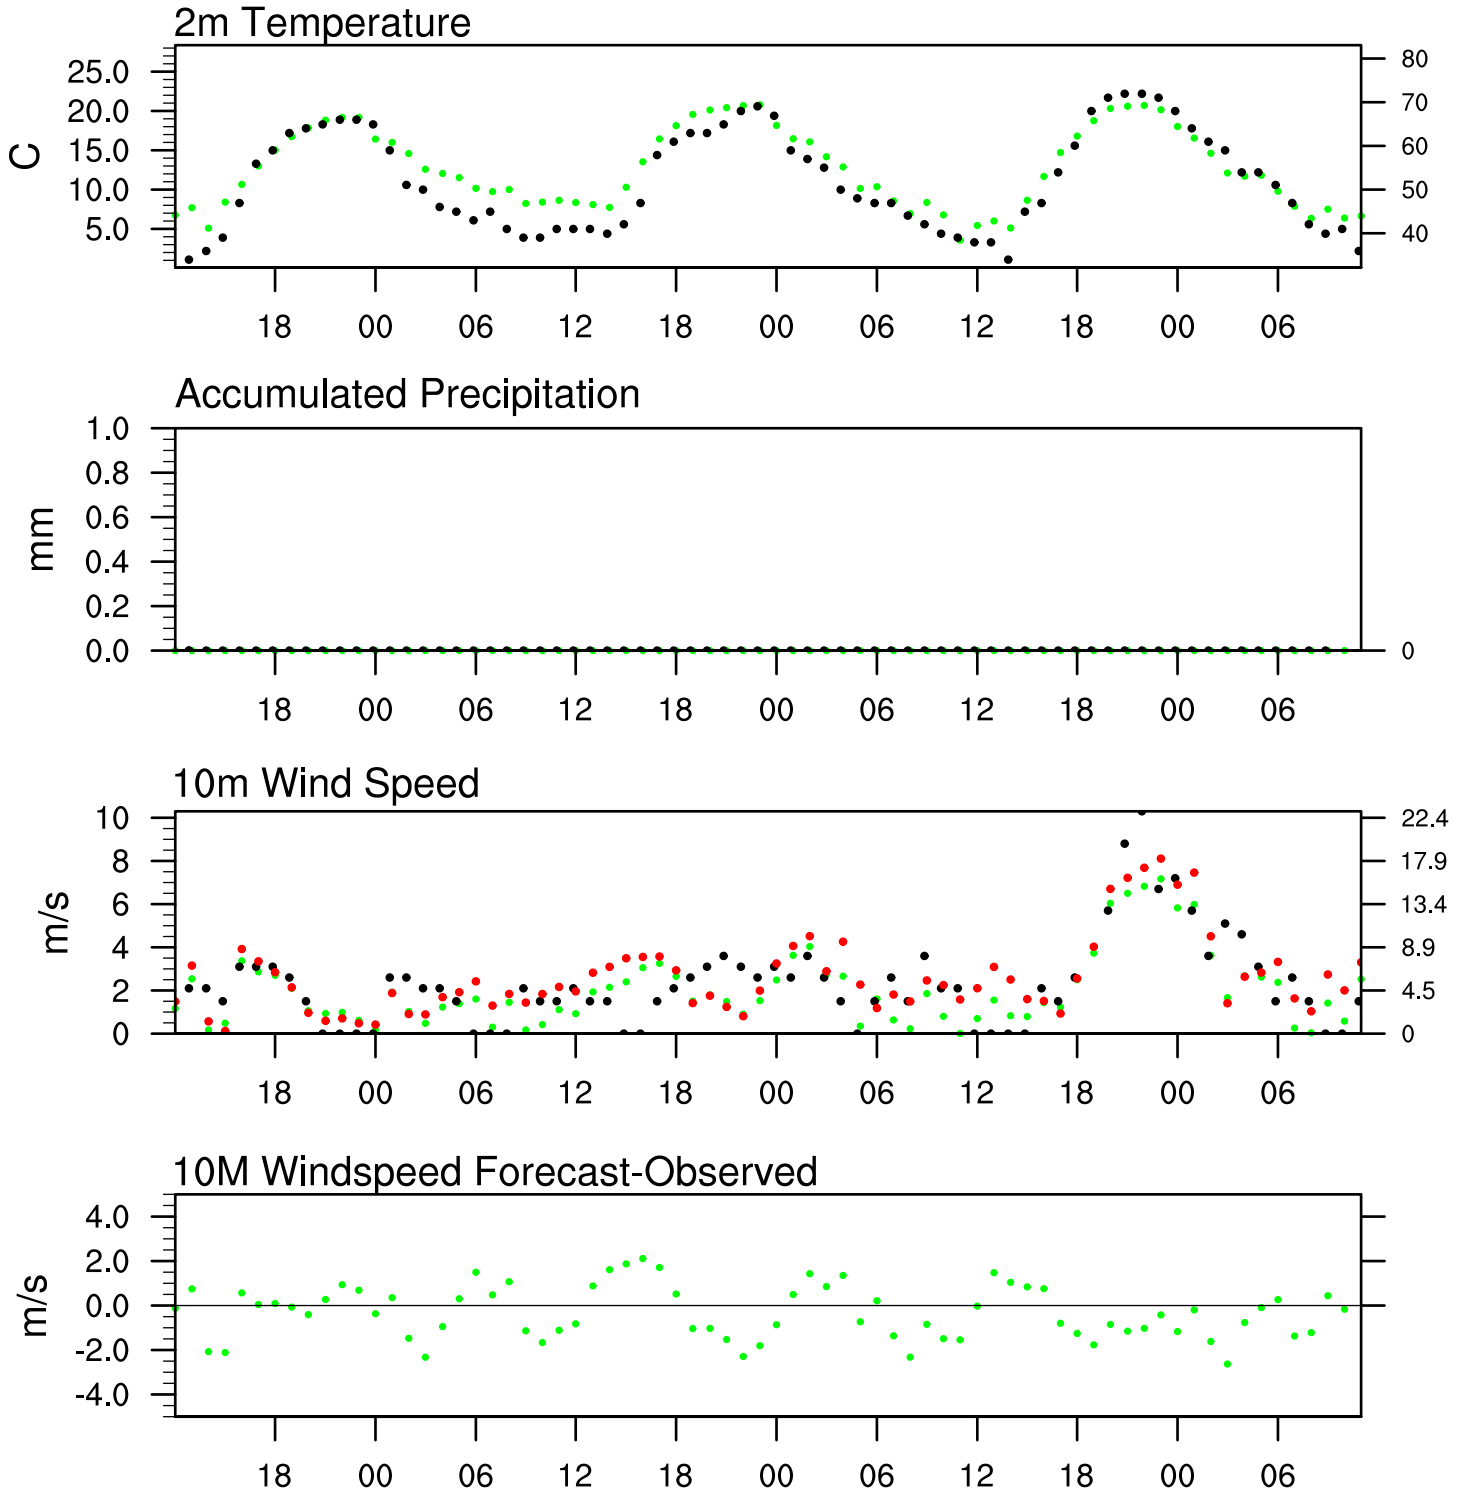 2m Temperature
25.0
20.0
15.0
10.0
5.0
C
80
70
60
50
40
18 00 06 12 18 00 06 12 18 00 06
Accumulated Precipitation
1.0
0.8
0.6
0.4
0.2
0.0
mm
0
18 00 06 12 18 00 06 12 18 00 06
10m Wind Speed
10
8
6
4
2
0
m/s
22.4
17.9
13.4
8.9
4.5
0
18 00 06 12 18 00 06 12 18 00 06
10M Windspeed Forecast-Observed
4.0
2.0
0.0
-2.0
-4.0
m/s
18 00 06 12 18 00 06 12 18 00 06